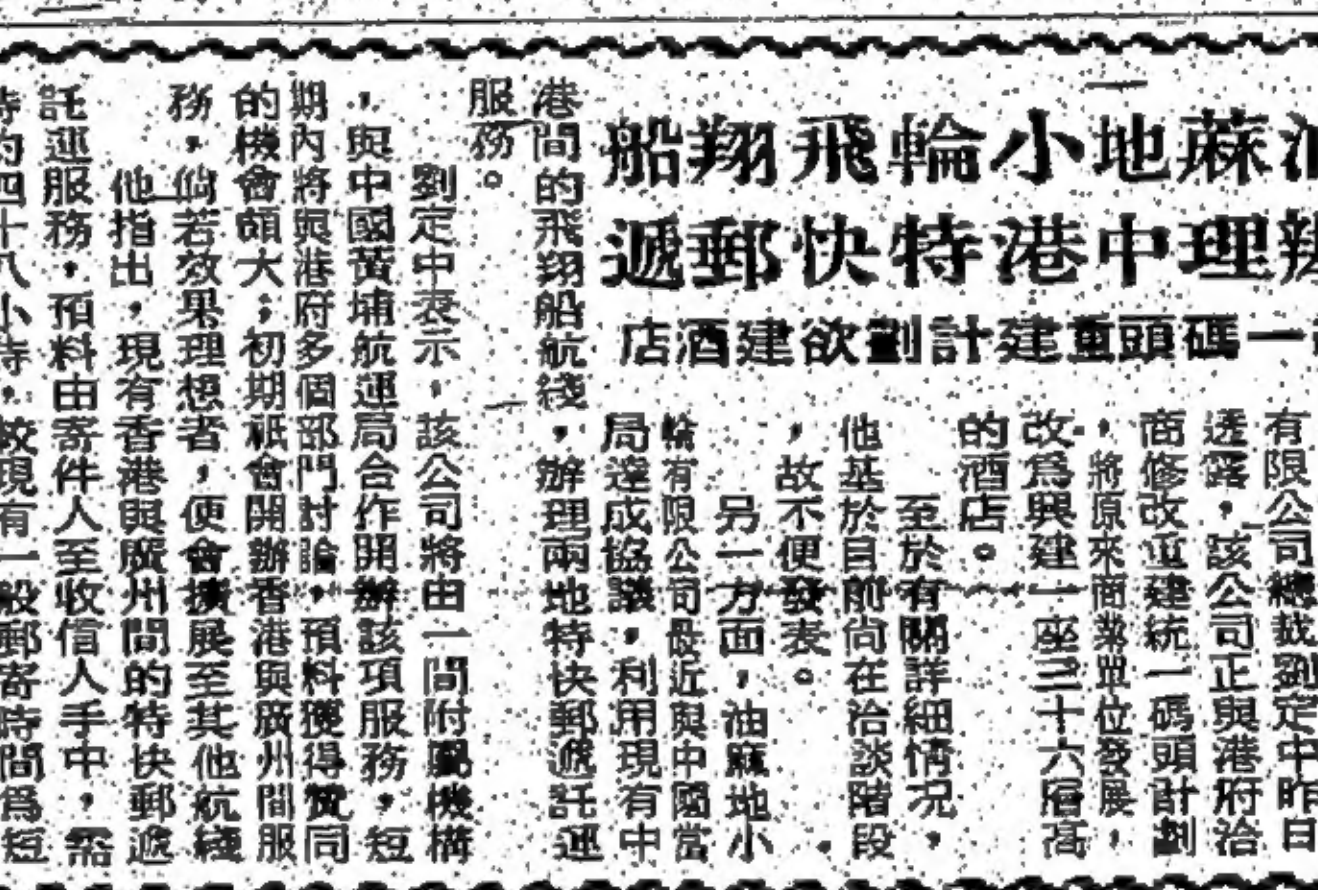 油蔴地小輪飛翔船
辦理中港特快郵遞
一碼頭重建計劃欲建酒店
有限公司總裁劉定中昨日
透露，該公司正與港府洽
商修改重建統一碼頭計劃
，將原來商業單位發展，
改爲興建一座三十六層高
的酒店。
至於有關詳細情况，
他基於目前尚在洽談階段
，故不便發表。
另一方面，油蔴地小
輪有限公司最近與中國當
局達成協議，利用現有中
港間的飛翔船航綫，辦理兩地特快郵遞託運
服務。
劉定中表示，該公司將由一間附屬機構
，與中國黃埔航運局合作開辦該項服務，短
期內將與港府多個部門討論，預料獲得贊同
的機會頗大；初期祇會開辦香港與廣州間服
務，倘若效果理想者，便會擴展至其他航綫
他指出，現有香港與廣州間的特快郵遞
託運服務，預料由寄件人至收信人手中，需
時約四十八小時，較現有一般郵寄時間爲短